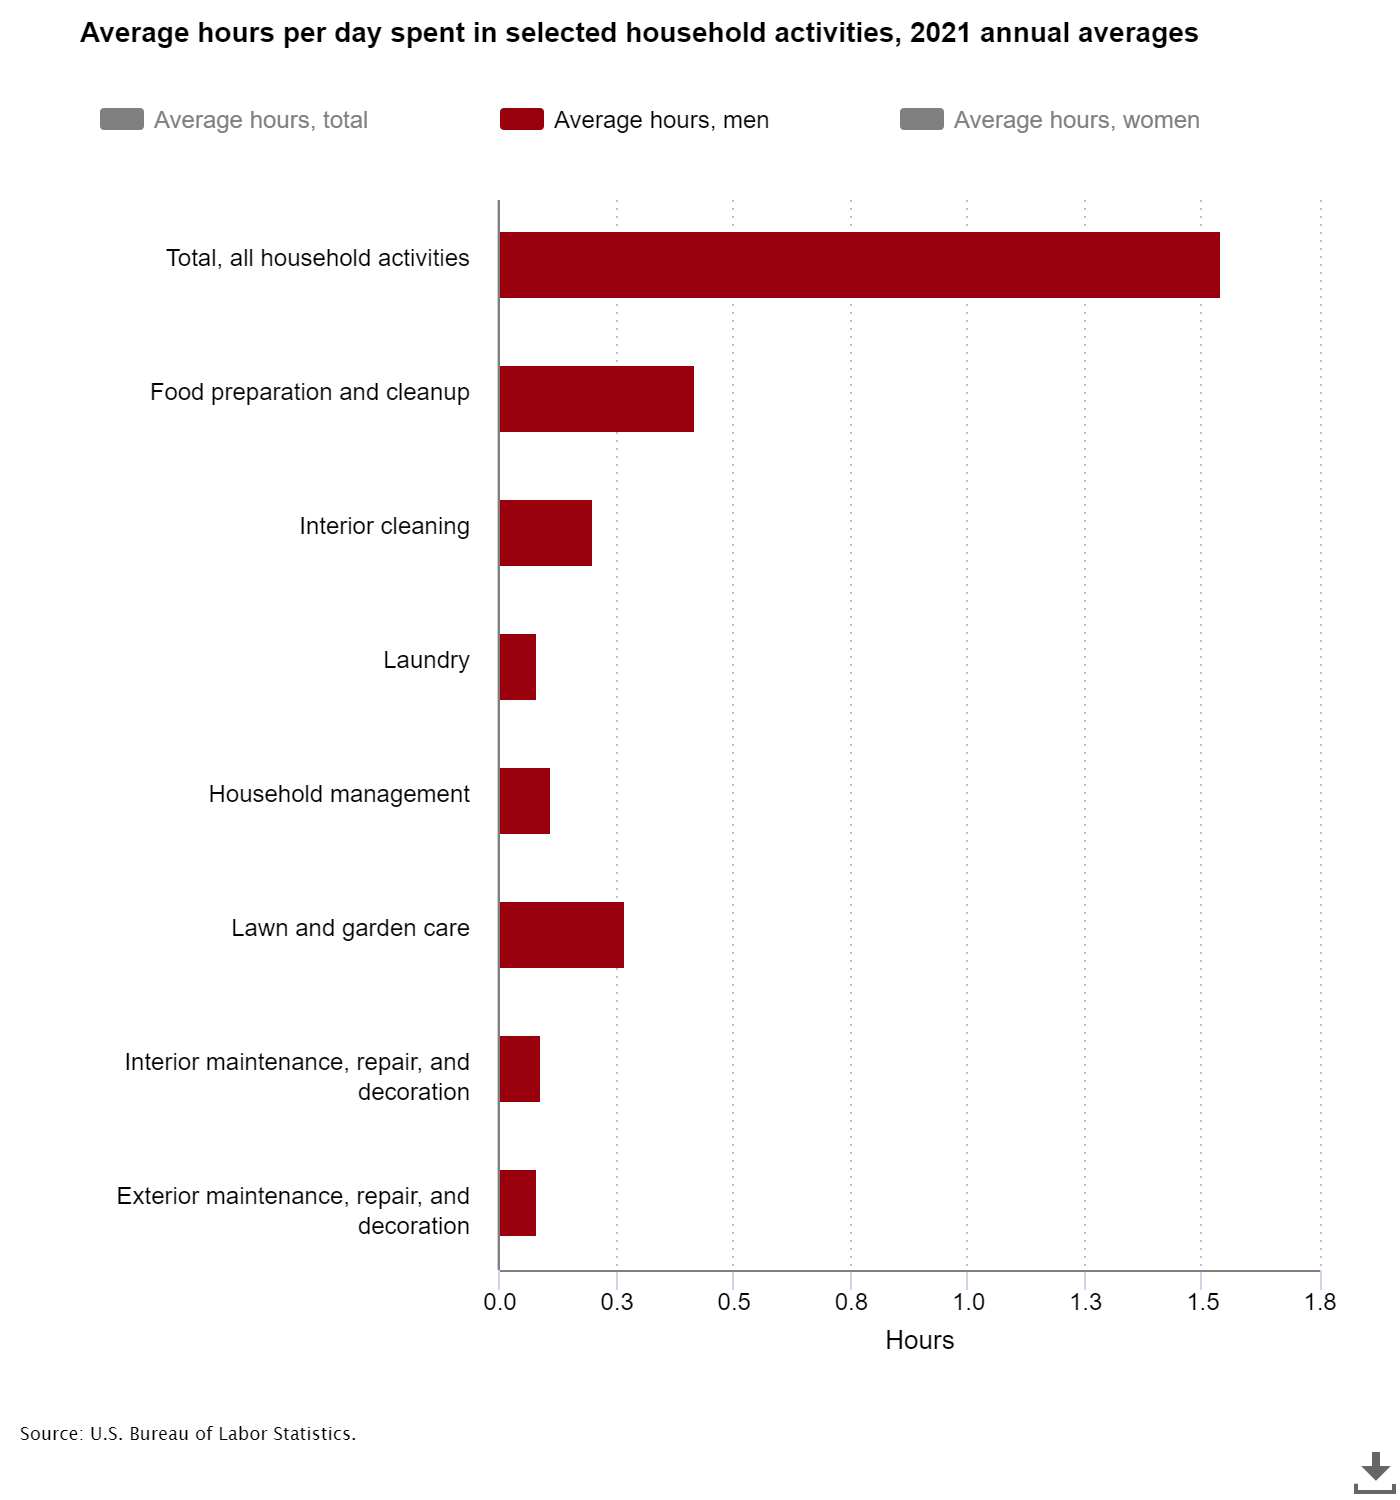 Average hours per day spent in selected household activities, 2021 annual averages
Average hours, total
Average hours, men
Average hours, women
Total, all household activities
Food preparation and cleanup
Interior cleaning
Laundry
Household management
Lawn and garden care
Interior maintenance, repair, and
decoration
Exterior maintenance, repair, and
decoration
0.0 0.3 0.5 0.8 1.0 1.3 1.5 1.8
Hours
Source: U.S. Bureau of Labor Statistics.